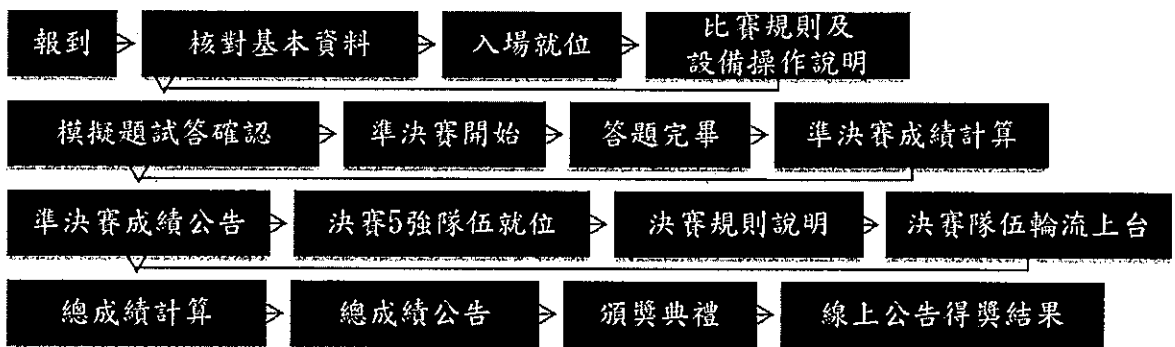 報到
核對基本資料
入場就位
比賽規則及
設備操作說明
模擬題試答確認
準決賽開始
答題完畢
準決賽成績計算
準決賽成績公告
決賽5強隊伍就位
決賽規則說明
決賽隊伍輪流上台
總成績計算
總成績公告
頒獎典禮
線上公告得獎結果